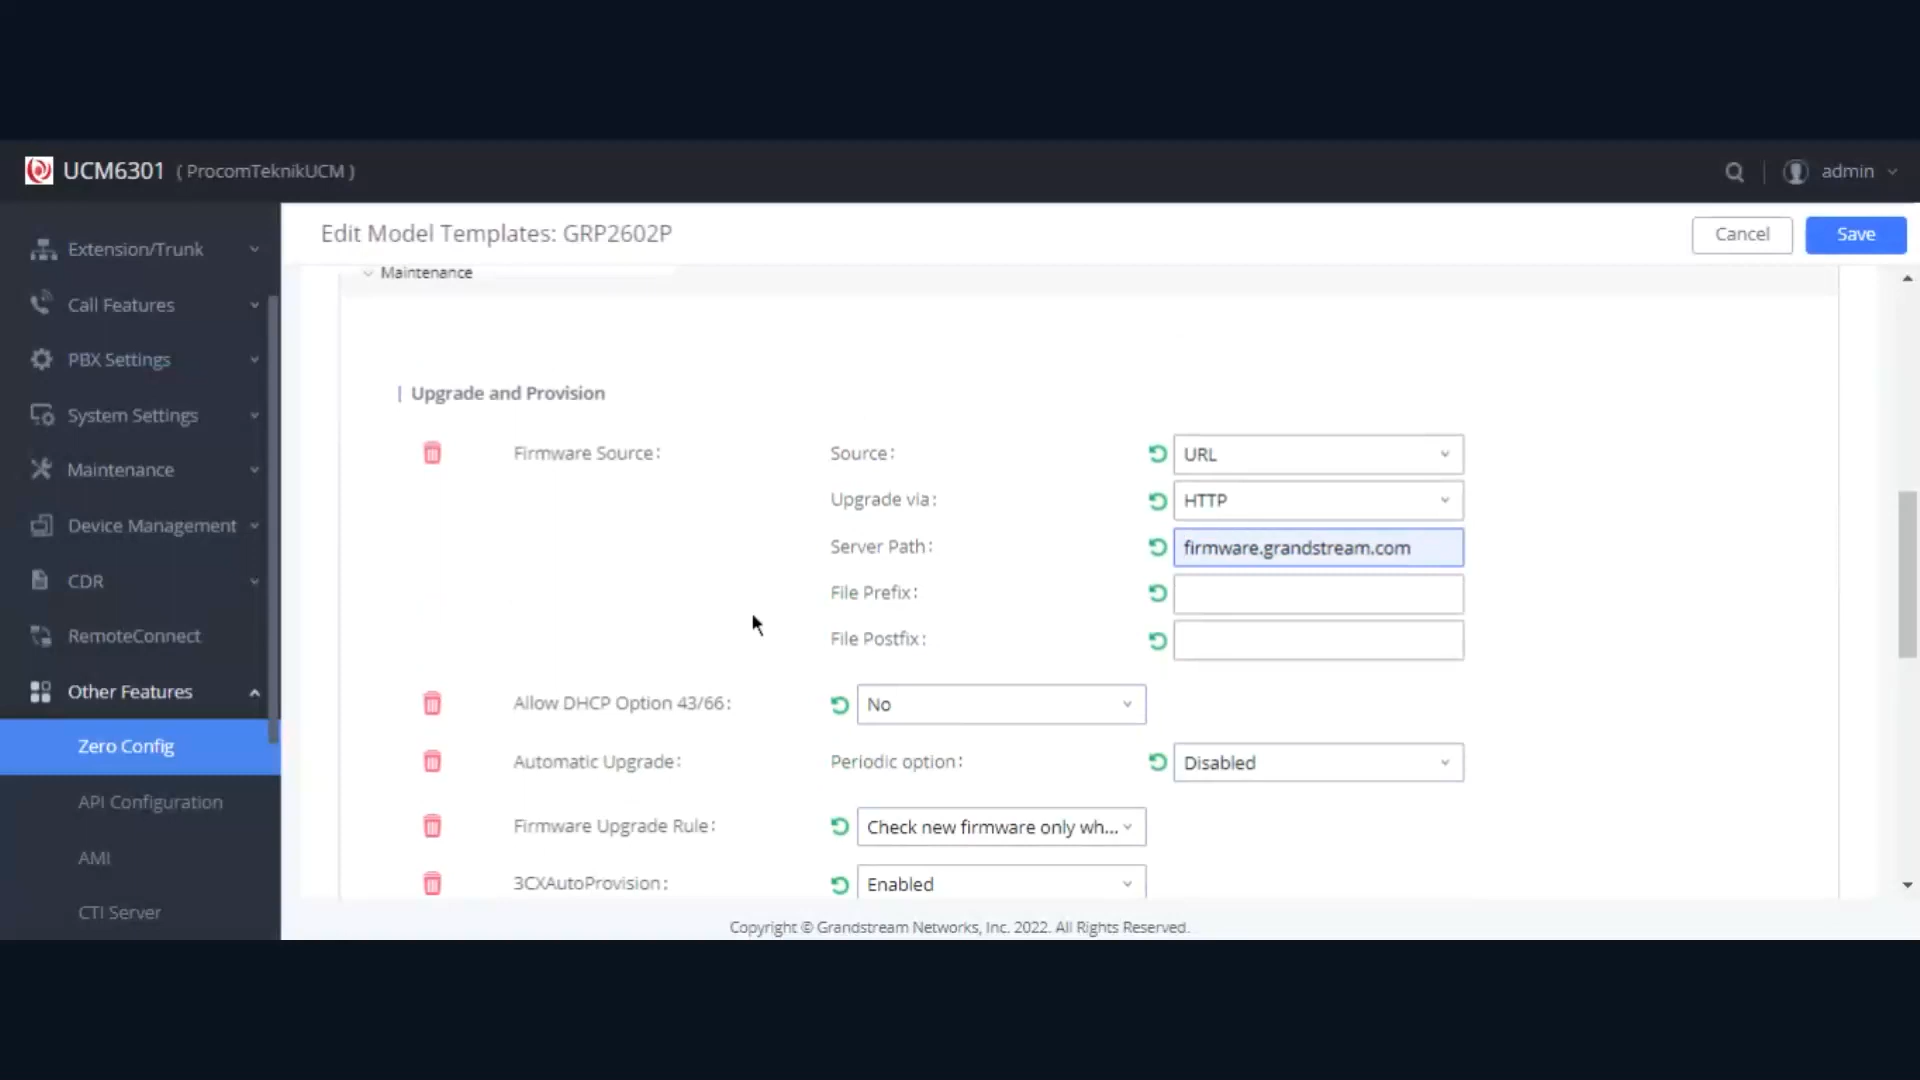 UCM6301 ( ProcomTeknikUCM )
admin
Extension/Trunk
Call Features
PBX Settings
System Settings
Maintenance
Device Management
CDR
RemoteConnect
Other Features
Zero Config
API Configuration
AMI
CTI Server
Edit Model Templates: GRP2602P
Cancel
Save
Maintenance
Upgrade and Provision
Firmware Source:
Source:
URL
Upgrade via:
HTTP
Server Path:
firmware.grandstream.com
File Prefix:
File Postfix:
Allow DHCP Option 43/66:
No
Automatic Upgrade:
Periodic option:
Disabled
Firmware Upgrade Rule:
Check new firmware only wh...
3CXAutoProvision:
Enabled
Copyright © Grandstream Networks, Inc. 2022. All Rights Reserved.